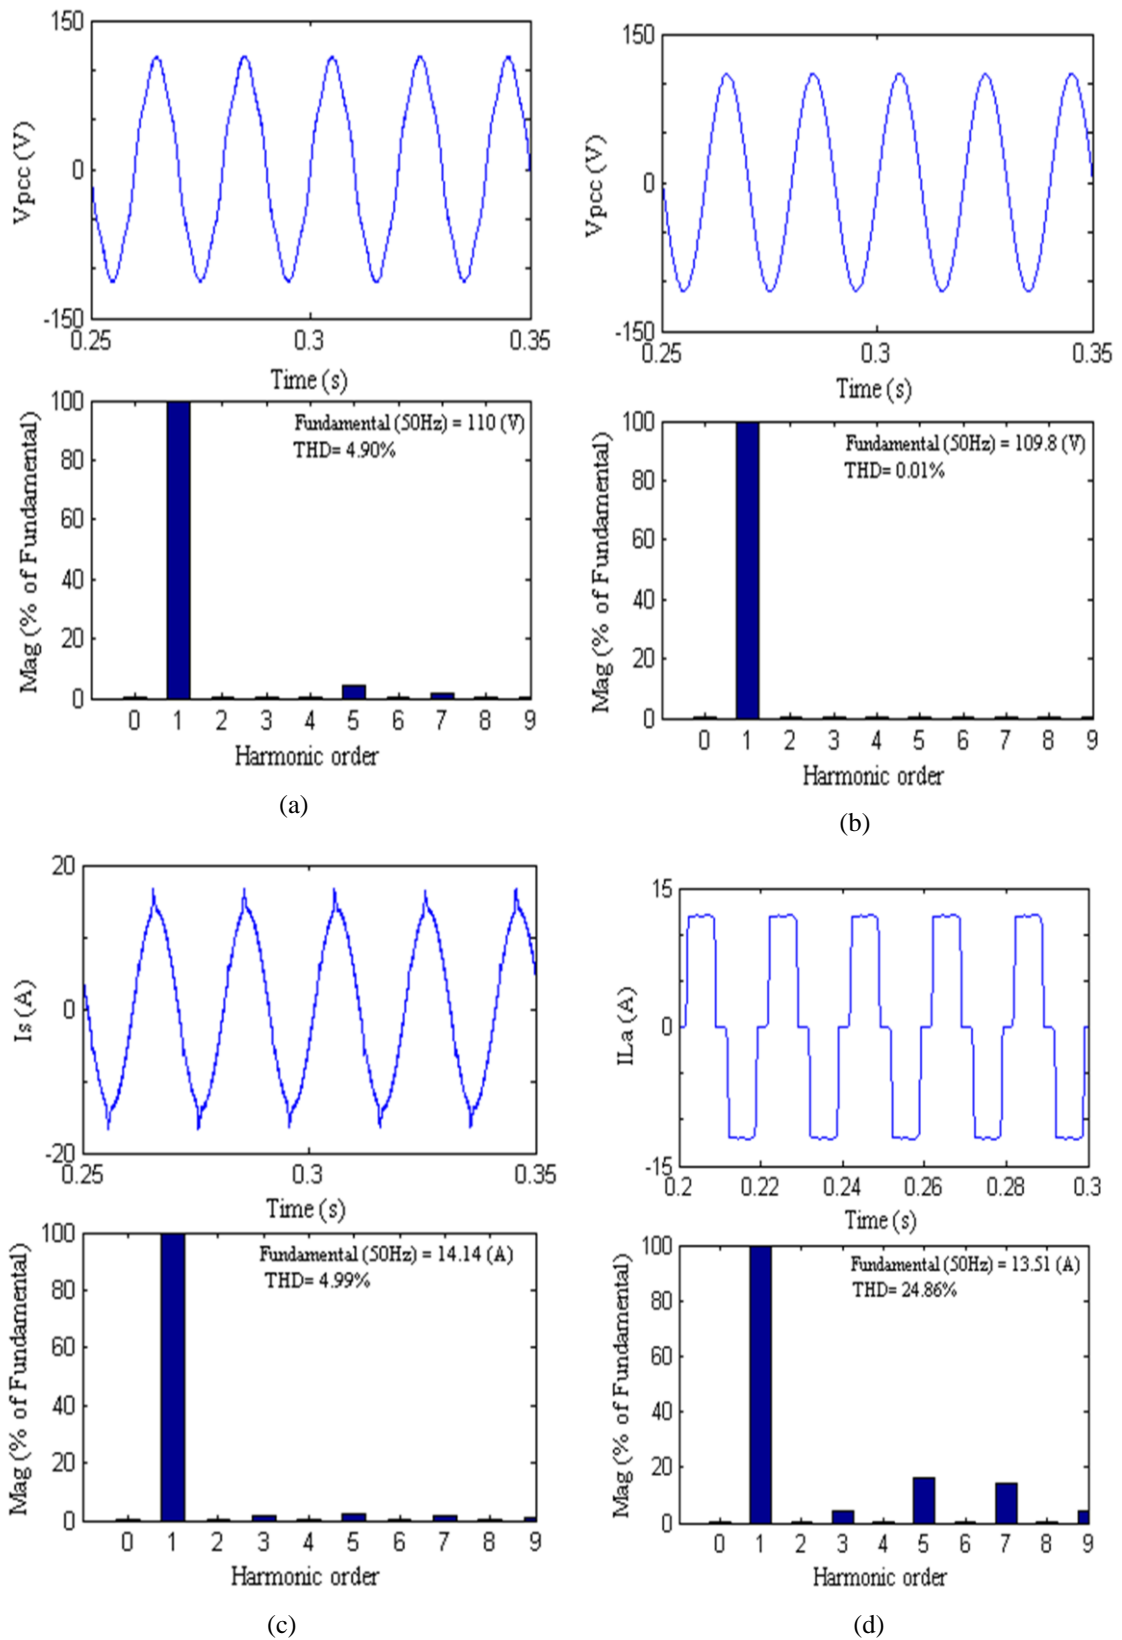 150
Vpcc (V)
0
-150
0.25 0.3 0.35
Time (s)
100
80
60
40
20
0
Mag (% of Fundamental)
Fundamental (50Hz) = 110 (V)
THD= 4.90%
0 1 2 3 4 5 6 7 8 9
Harmonic order
(a)
150
Vpcc (V)
0
-150
0.25 0.3 0.35
Time (s)
100
80
60
40
20
0
Mag (% of Fundamental)
Fundamental (50Hz) = 109.8 (V)
THD= 0.01%
0 1 2 3 4 5 6 7 8 9
Harmonic order
(b)
20
10
Is (A)
0
-20
0.25 0.3 0.35
Time (s)
100
80
60
40
20
0
Mag (% of Fundamental)
Fundamental (50Hz) = 14.14 (A)
THD= 4.99%
0 1 2 3 4 5 6 7 8 9
Harmonic order
(c)
15
ILa (A)
0
-15
0.2 0.22 0.24 0.26 0.28 0.3
Time (s)
100
80
60
40
20
0
Mag (% of Fundamental)
Fundamental (50Hz) = 13.51 (A)
THD= 24.86%
0 1 2 3 4 5 6 7 8 9
Harmonic order
(d)